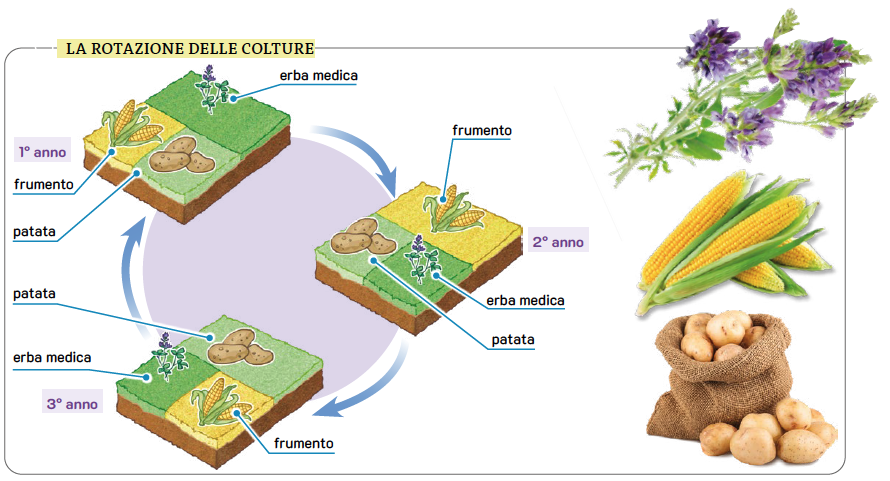 LA ROTAZIONE DELLE COLTURE
erba medica
1° anno
frumento
patata
frumento
2° anno
erba medica
patata
patata
erba medica
3° anno
frumento